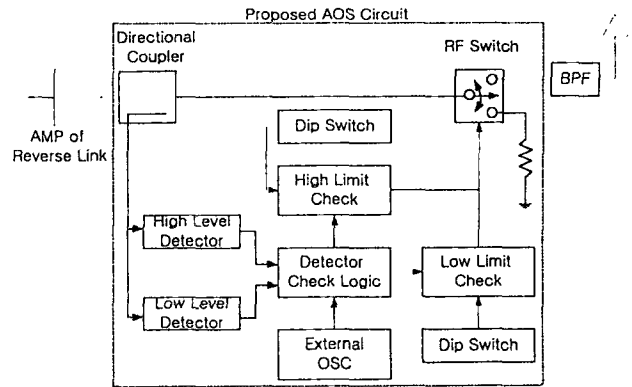 Proposed AOS Circuit
Directional
Coupler
RF Switch
BPF
AMP of
Reverse Link
Dip Switch
High Limit
Check
High Level
Detector
Detector
Check Logic
Low Limit
Check
Low Level
Detector
External
OSC
Dip Switch